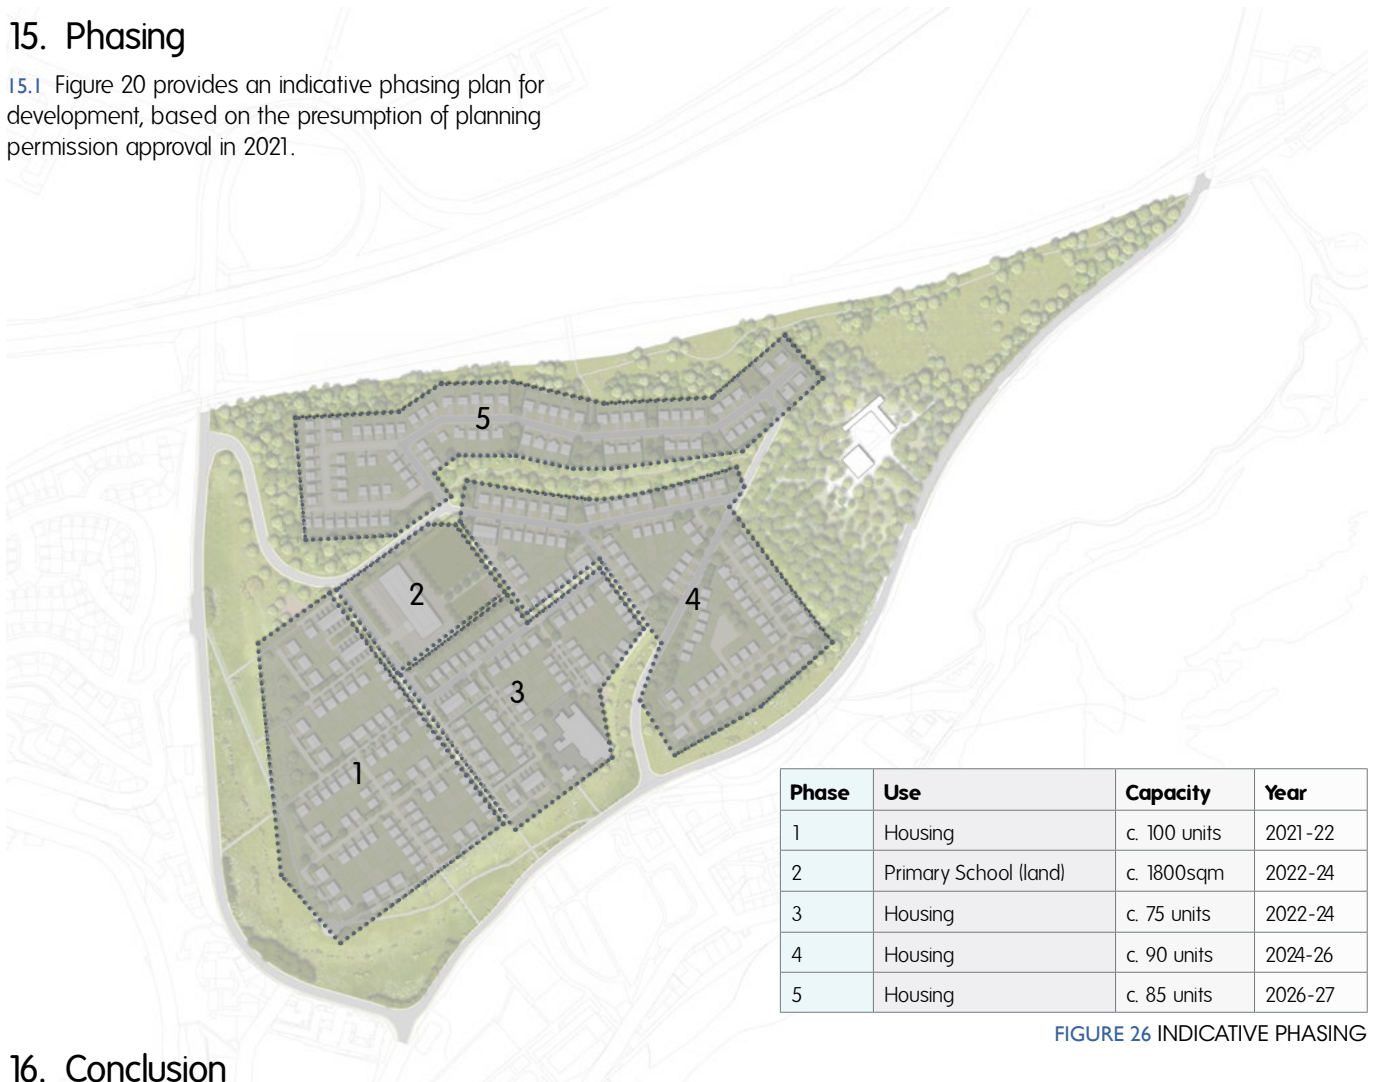 15. Phasing
15.1 Figure 20 provides an indicative phasing plan for
development, based on the presumption of planning
permission approval in 2021.
5
2
4
3
1
Phase Use Capacity Year
1 Housing c. 100 units 2021-22
2 Primary School (land) c. 1800sqm 2022-24
3 Housing c. 75 units 2022-24
4 Housing c. 90 units 2024-26
5 Housing c. 85 units 2026-27
FIGURE 26 INDICATIVE PHASING
16. Conclusion